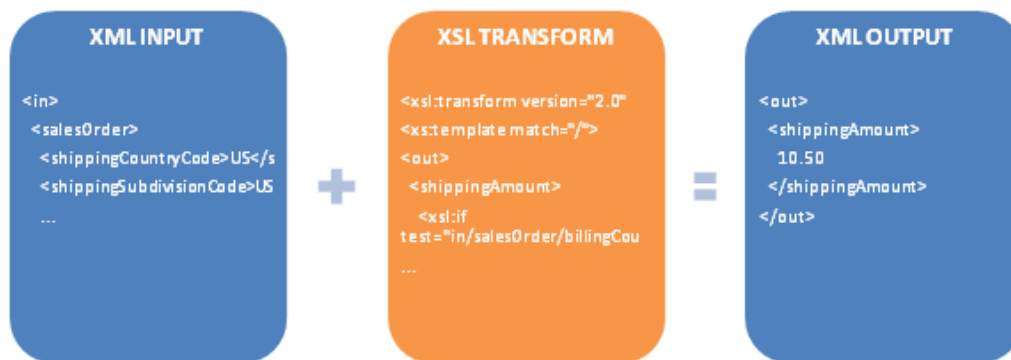 XML INPUT
<in>
<salesOrder>
<shippingCountryCode>US</s
<shippingSubdivisionCode>US
...
+
XSL TRANSFORM
<xsl:transform version="2.0"
<xs:template match="/">
<out>
<shippingAmount>
<xsl:if
test="in/salesOrder/billingCou
...
=
XML OUTPUT
<out>
<shippingAmount>
10.50
</shippingAmount>
</out>